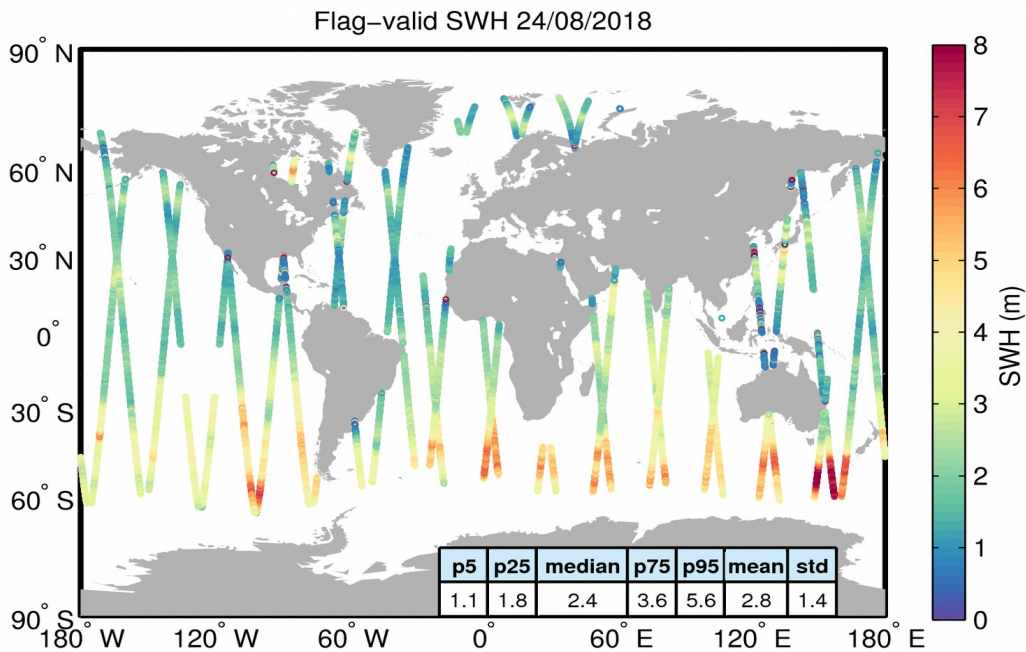 Flag–valid SWH 24/08/2018
90° N
60° N
30° N
0°
30° S
60° S
90° S
180° W
120° W
60° W
0°
60° E
120° E
180° E
p5 p25 median p75 p95 mean std
1.1 1.8 2.4 3.6 5.6 2.8 1.4
8
7
6
5
4
3
2
1
0
SWH (m)